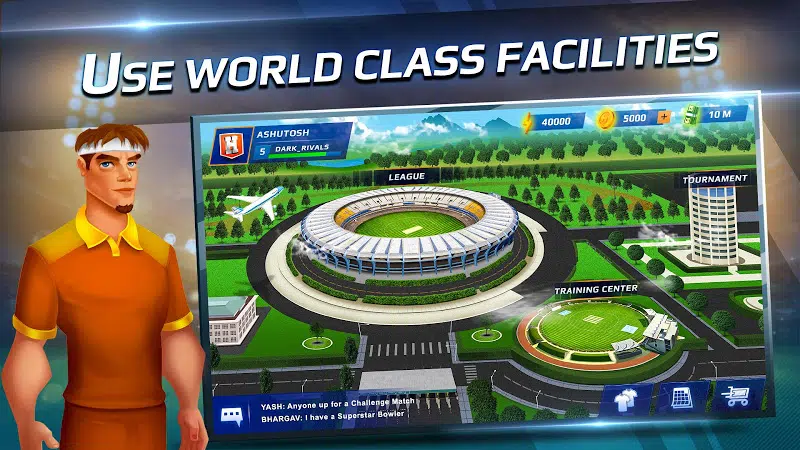 USE WORLD CLASS FACILITIES
H
ASHUTOSH
5 DARK_RIVALS
40000
5000 +
10 M
LEAGUE
TOURNAMENT
TRAINING CENTER
YASH: Anyone up for a Challenge Match
BHARGAV: I have a Superstar Bowler